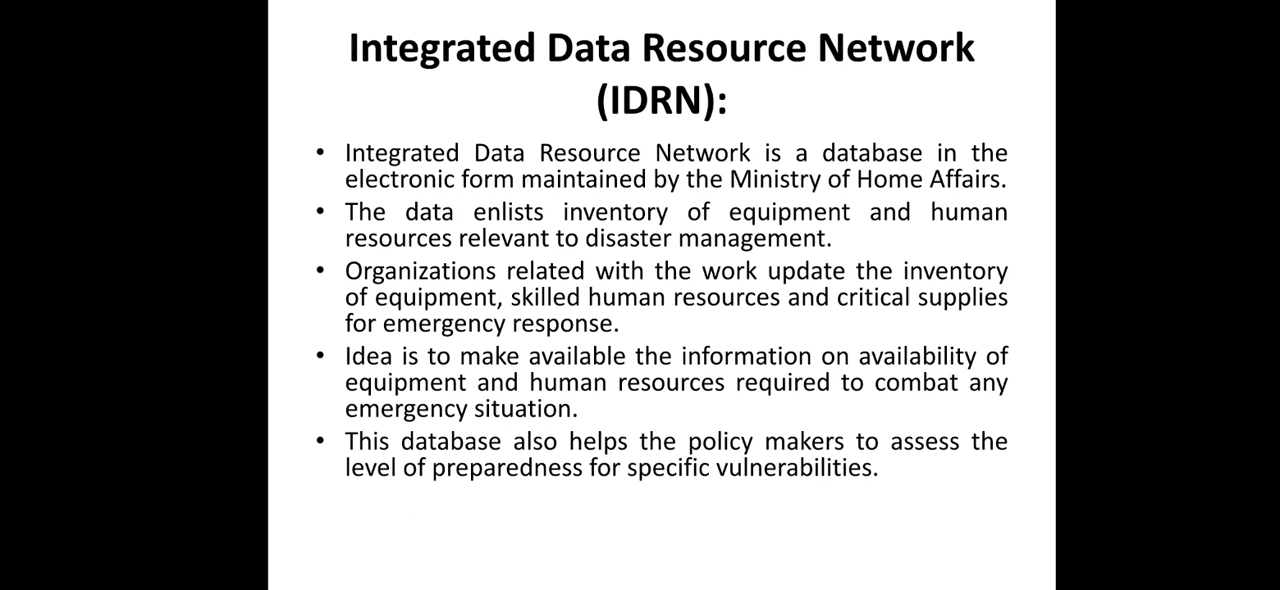 Integrated Data Resource Network
(IDRN):
• Integrated Data Resource Network is a database in the
electronic form maintained by the Ministry of Home Affairs.
• The data enlists inventory of equipment and human
resources relevant to disaster management.
• Organizations related with the work update the inventory
of equipment, skilled human resources and critical supplies
for emergency response.
• Idea is to make available the information on availability of
equipment and human resources required to combat any
emergency situation.
• This database also helps the policy makers to assess the
level of preparedness for specific vulnerabilities.